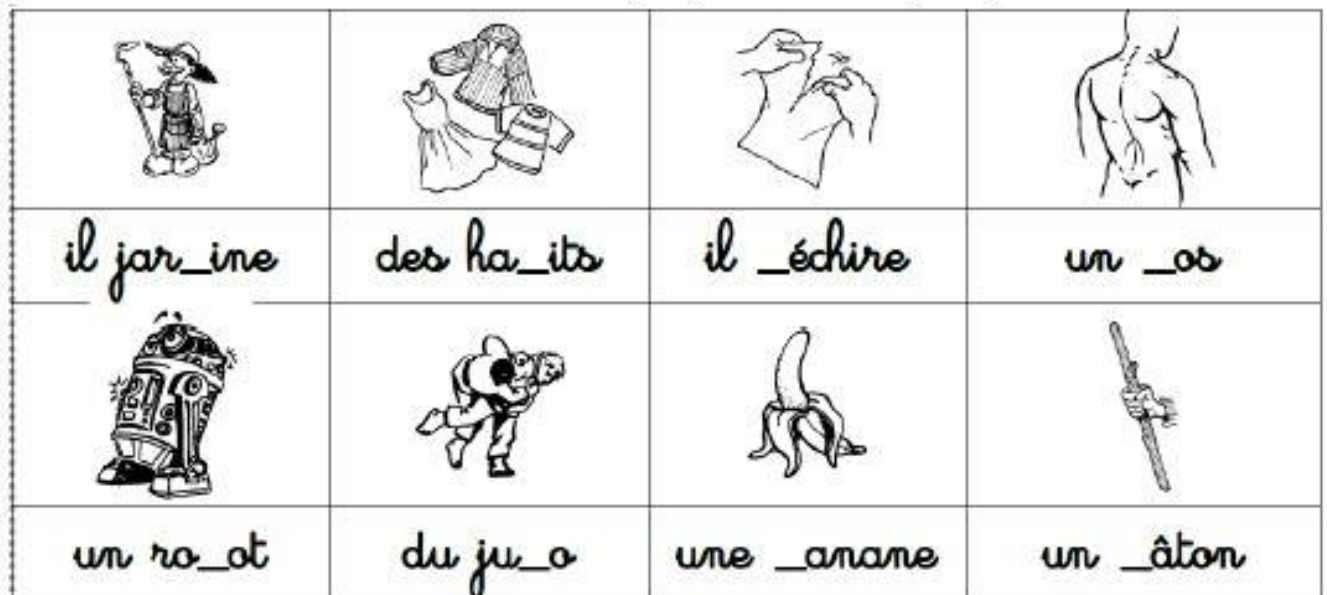 il jar_ine
des ha_its
il _échire
un _os
un ro_ot
du ju_o
une _anane
un _âton